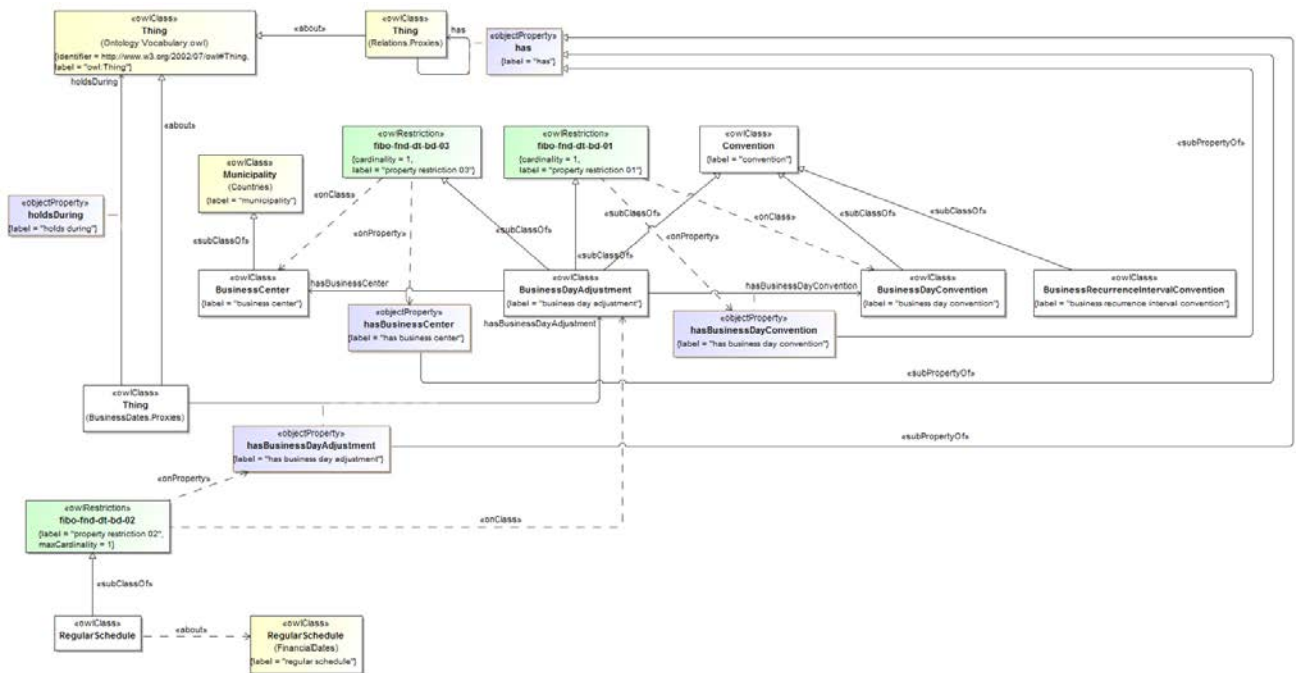 «owlClass»
Thing
(Ontology Vocabulary.owl)
{identifier = http://www.w3.org/2002/07/owl#Thing,
label = "owl:Thing"}
«about»
«owlClass»
Thing
(Relations.Proxies)
has
«objectProperty»
has
{label = "has"}
holdsDuring
«about»
«subPropertyOf»
«owlRestriction»
fibo-fnd-dt-bd-03
{cardinality = 1,
label = "property restriction 03"}
«owlRestriction»
fibo-fnd-dt-bd-01
{cardinality = 1,
label = "property restriction 01"}
«owlClass»
Convention
{label = "convention"}
«owlClass»
Municipality
(Countries)
{label = "municipality"}
«objectProperty»
holdsDuring
{label = "holds during"}
«onClass»
«onProperty»
«subClassOf»
«subClassOf»
«onProperty»
«subClassOf»
«onClass»
«subClassOf»
«subClassOf»
«subClassOf»
«owlClass»
BusinessCenter
{label = "business center"}
hasBusinessCenter
«owlClass»
BusinessDayAdjustment
{label = "business day adjustment"}
hasBusinessDayConvention
«owlClass»
BusinessDayConvention
{label = "business day convention"}
«owlClass»
BusinessRecurrenceIntervalConvention
{label = "business recurrence interval convention"}
«objectProperty»
hasBusinessCenter
{label = "has business center"}
hasBusinessDayAdjustment
«objectProperty»
hasBusinessDayConvention
{label = "has business day convention"}
«subPropertyOf»
«owlClass»
Thing
(BusinessDates.Proxies)
«objectProperty»
hasBusinessDayAdjustment
{label = "has business day adjustment"}
«subPropertyOf»
«onProperty»
«owlRestriction»
fibo-fnd-dt-bd-02
{label = "property restriction 02",
maxCardinality = 1}
«onClass»
«subClassOf»
«owlClass»
RegularSchedule
«about»
«owlClass»
RegularSchedule
(FinancialDates)
{label = "regular schedule"}